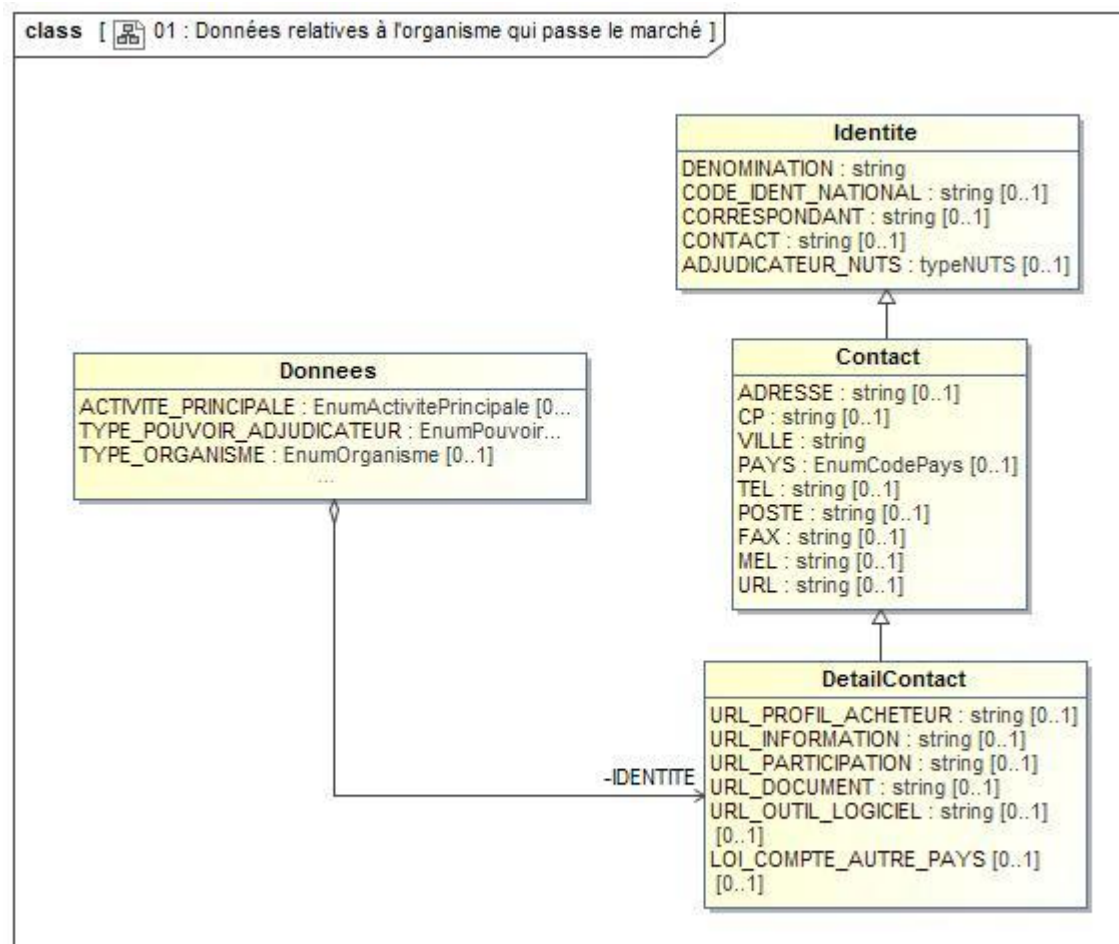 class [ 01 : Données relatives à l'organisme qui passe le marché ]
Identite
DENOMINATION : string
CODE_IDENT_NATIONAL : string [0..1]
CORRESPONDANT : string [0..1]
CONTACT : string [0..1]
ADJUDICATEUR_NUTS : typeNUTS [0..1]
Donnees
ACTIVITE_PRINCIPALE : EnumActivitePrincipale [0...
TYPE_POUVOIR_ADJUDICATEUR : EnumPouvoir...
TYPE_ORGANISME : EnumOrganisme [0..1]
...
Contact
ADRESSE : string [0..1]
CP : string [0..1]
VILLE : string
PAYS : EnumCodePays [0..1]
TEL : string [0..1]
POSTE : string [0..1]
FAX : string [0..1]
MEL : string [0..1]
URL : string [0..1]
-IDENTITE
DetailContact
URL_PROFIL_ACHETEUR : string [0..1]
URL_INFORMATION : string [0..1]
URL_PARTICIPATION : string [0..1]
URL_DOCUMENT : string [0..1]
URL_OUTIL_LOGICIEL : string [0..1]
[0..1]
LOI_COMPTE_AUTRE_PAYS [0..1]
[0..1]